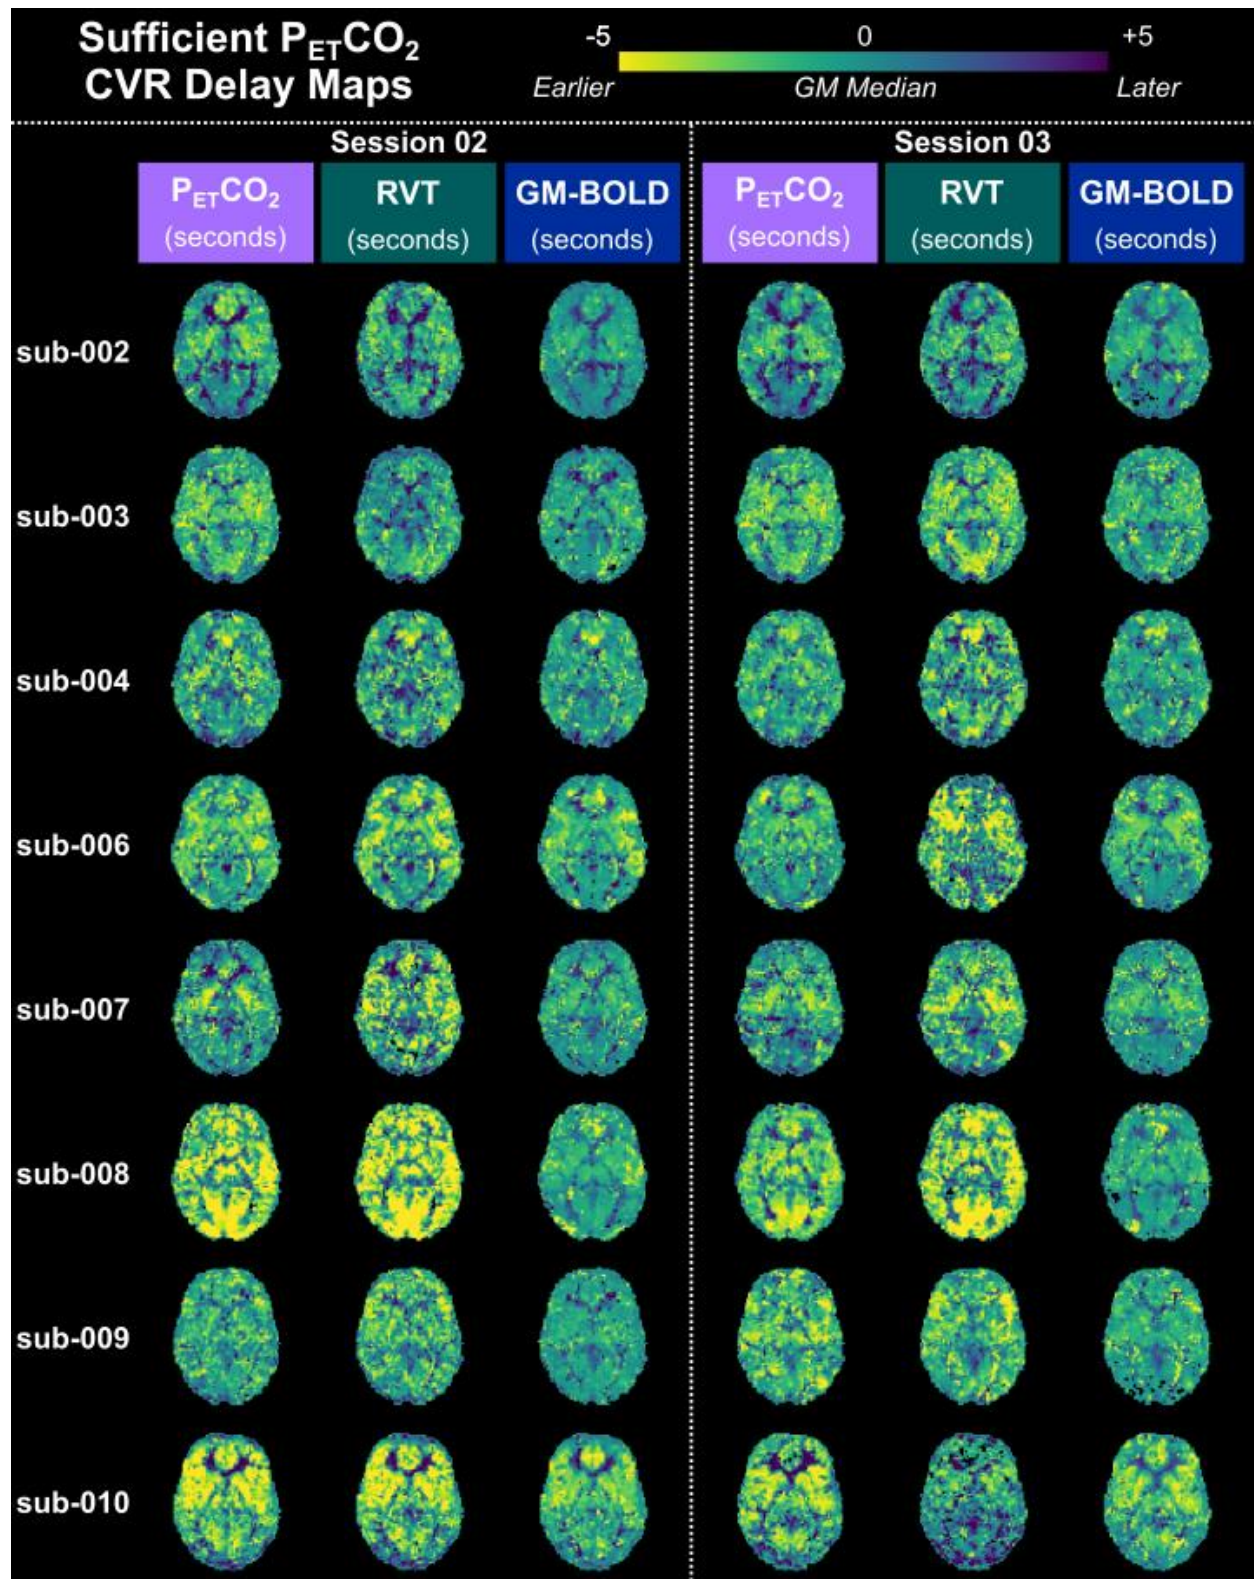 Sufficient PETCO2
CVR Delay Maps
-5 0 +5
Earlier GM Median Later
Session 02 Session 03
PETCO2 RVT GM-BOLD PETCO2 RVT GM-BOLD
(seconds) (seconds) (seconds) (seconds) (seconds) (seconds)
sub-002
sub-003
sub-004
sub-006
sub-007
sub-008
sub-009
sub-010